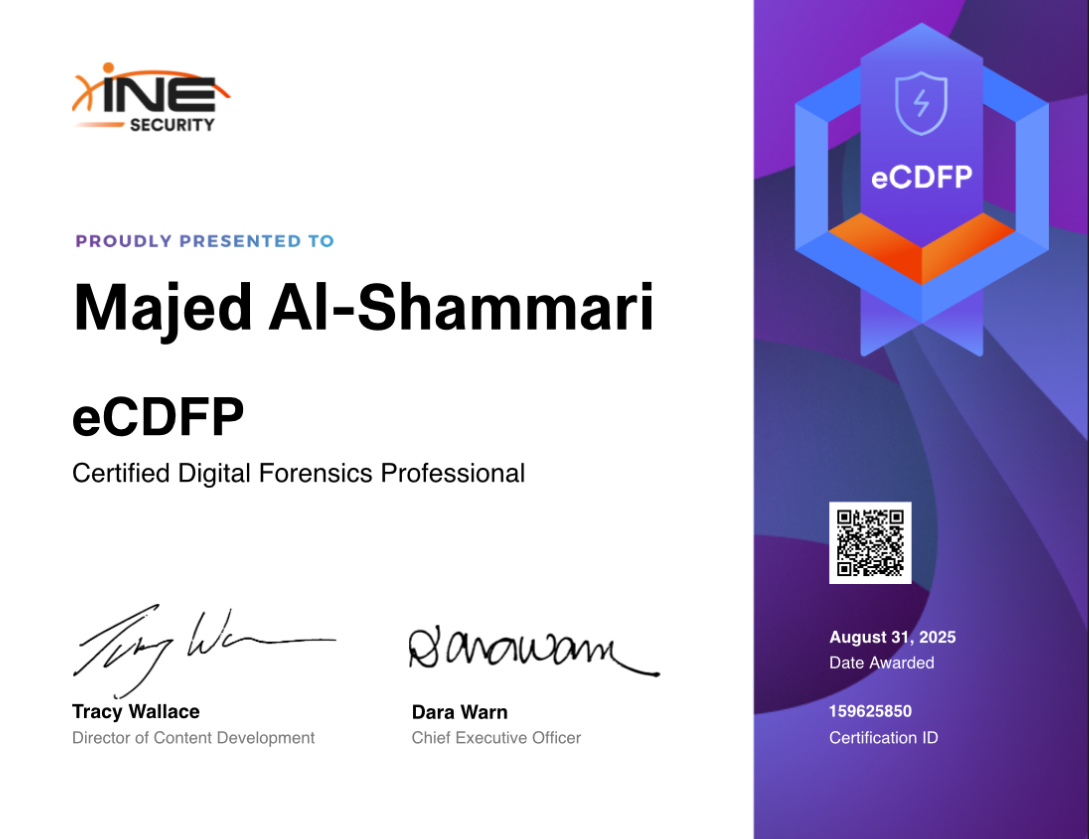 INE
SECURITY
PROUDLY PRESENTED TO
Majed Al-Shammari
eCDFP
Certified Digital Forensics Professional
Tracy Wallace
Director of Content Development
Dara Warn
Chief Executive Officer
eCDFP
August 31, 2025
Date Awarded
159625850
Certification ID